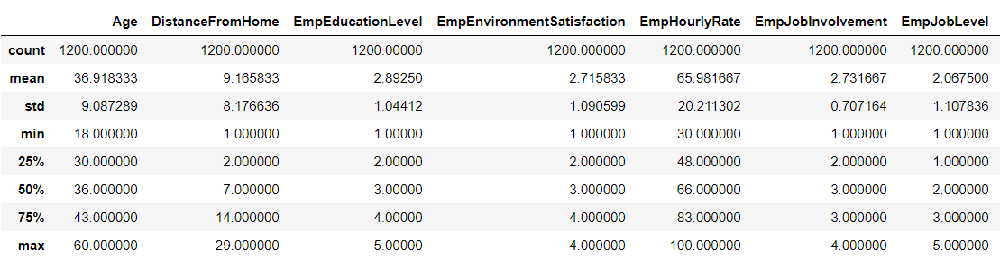 Age DistanceFromHome EmpEducationLevel EmpEnvironmentSatisfaction EmpHourlyRate EmpJobInvolvement EmpJobLevel
count 1200.000000 1200.000000 1200.00000 1200.000000 1200.000000 1200.000000 1200.000000
mean 36.918333 9.165833 2.89250 2.715833 65.981667 2.731667 2.067500
std 9.087289 8.176636 1.04412 1.090599 20.211302 0.707164 1.107836
min 18.000000 1.000000 1.00000 1.000000 30.000000 1.000000 1.000000
25% 30.000000 2.000000 2.00000 2.000000 48.000000 2.000000 1.000000
50% 36.000000 7.000000 3.00000 3.000000 66.000000 3.000000 2.000000
75% 43.000000 14.000000 4.00000 4.000000 83.000000 3.000000 3.000000
max 60.000000 29.000000 5.00000 4.000000 100.000000 4.000000 5.000000